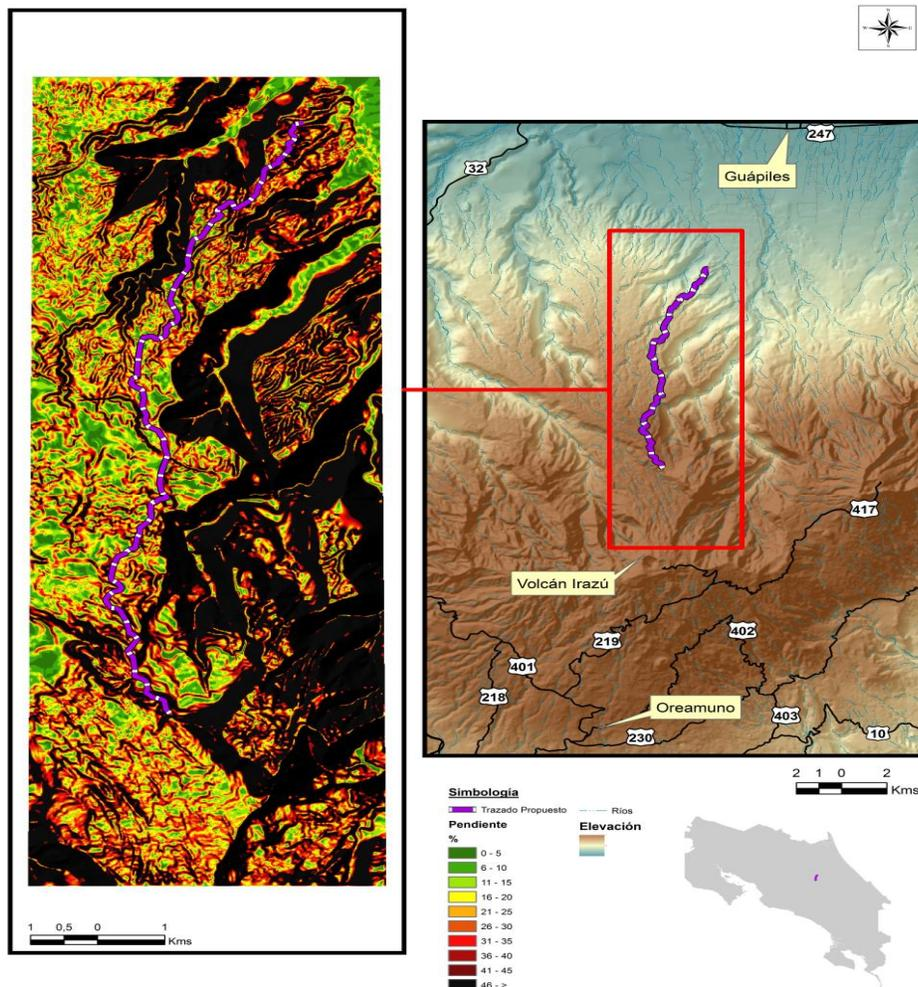 N
32
247
Guápiles
417
Volcán Irazú
402
219
401
218
Oreamuno
403
230
10
2 1 0 2
Kms
Simbología
Trazado Propuesto
Ríos
Pendiente
%
Elevación
0 - 5
6 - 10
11 - 15
16 - 20
21 - 25
26 - 30
31 - 35
36 - 40
41 - 45
46 - >
1 0,5 0 1
Kms